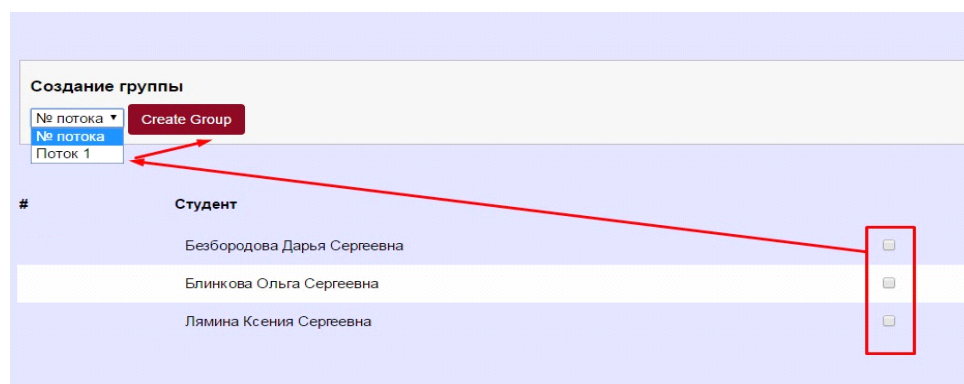 Создание группы
№ потока Create Group
№ потока
Поток 1
# Студент
Безбородова Дарья Сергеевна
Блинкова Ольга Сергеевна
Лямина Ксения Сергеевна